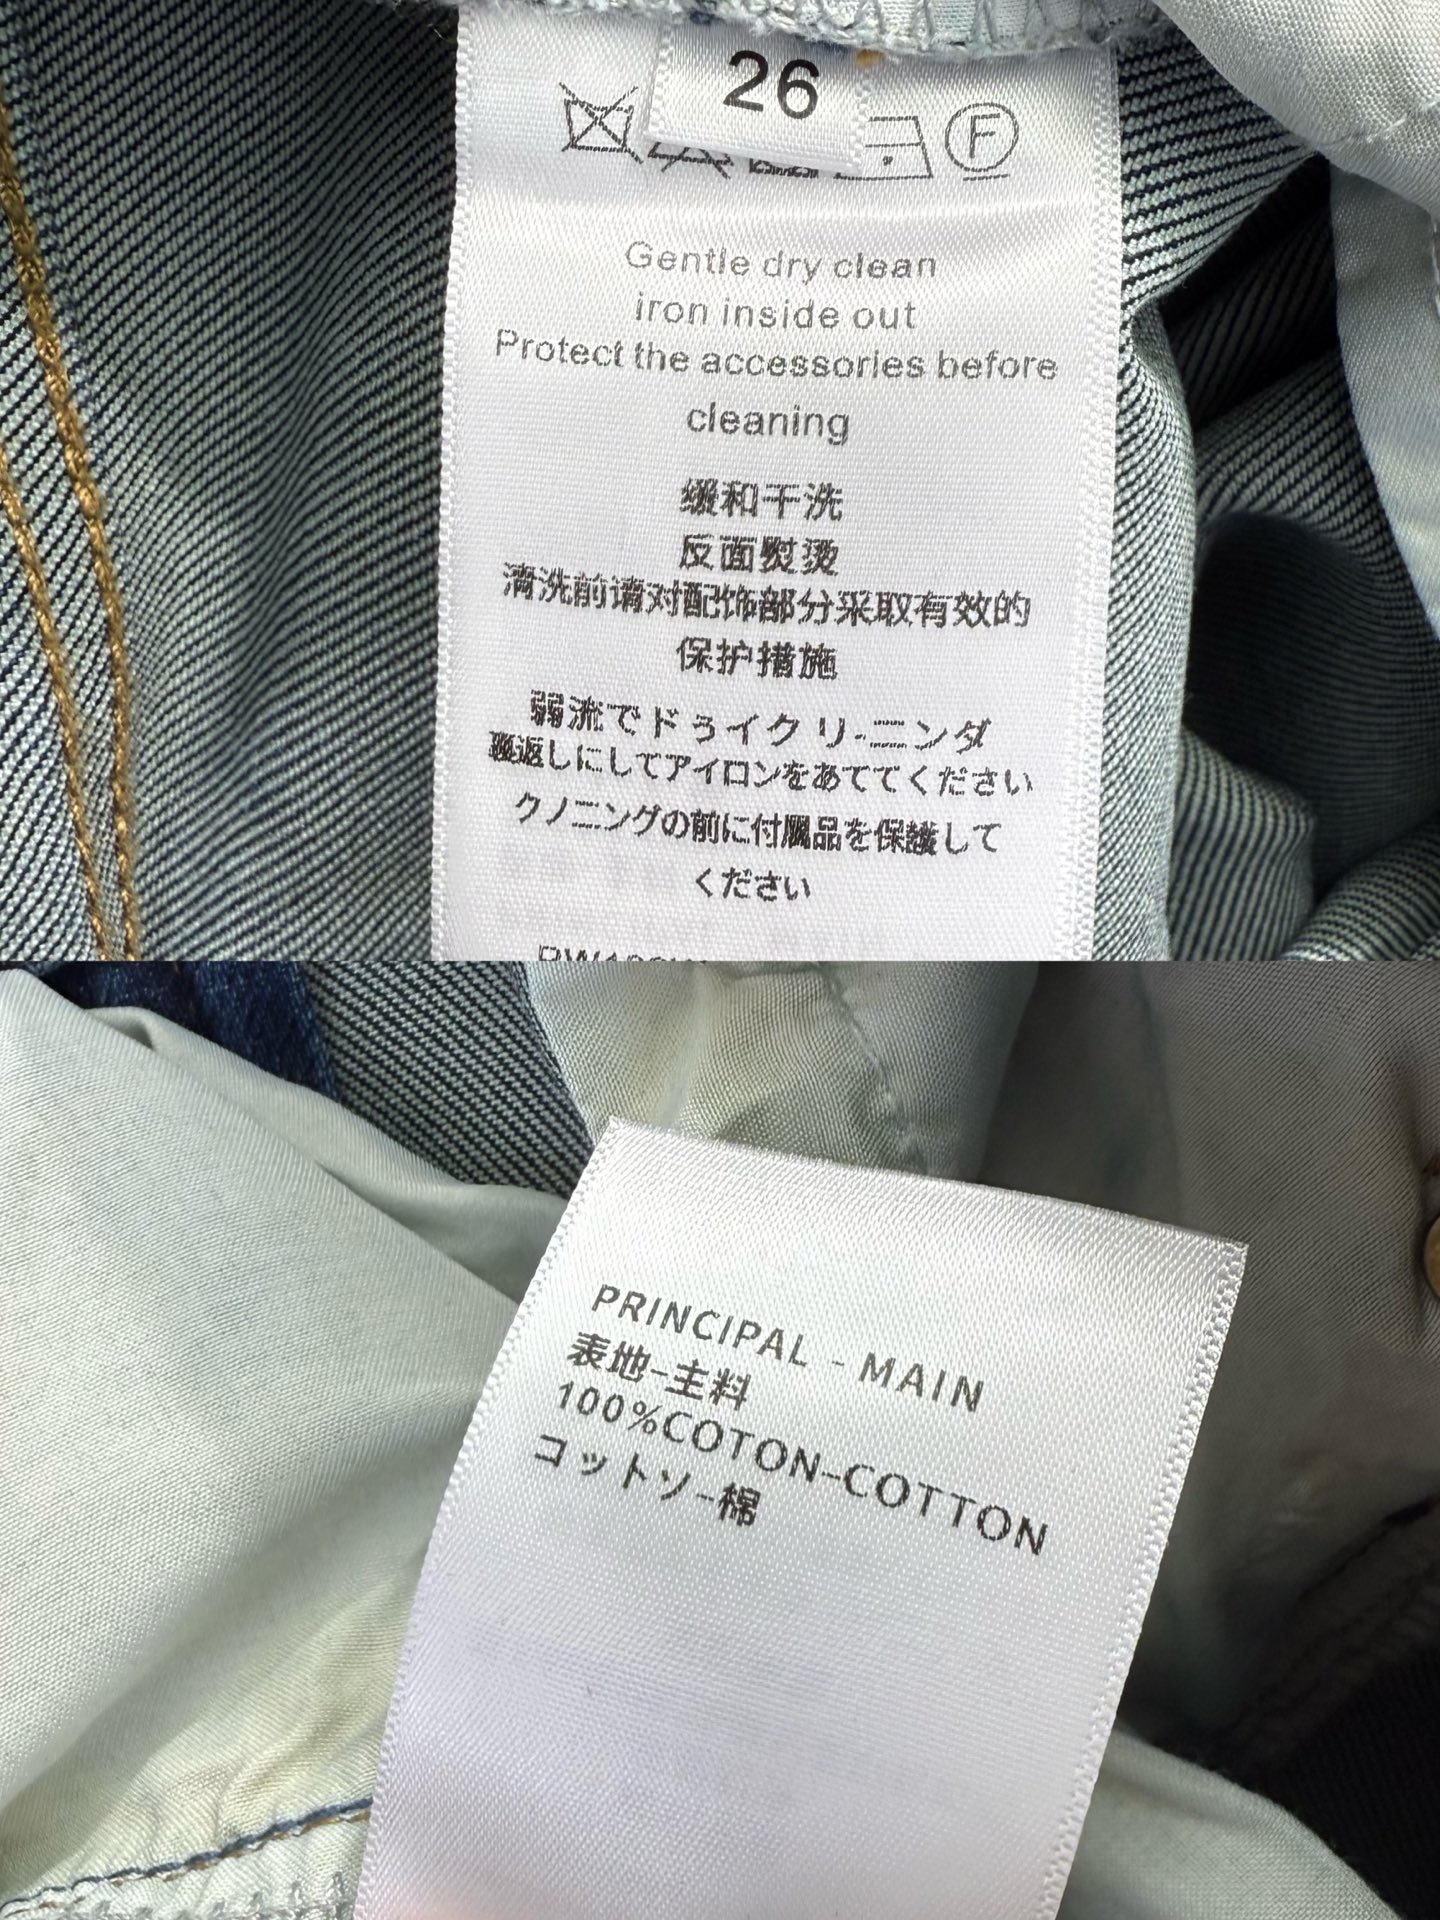 26
F
Gentle dry clean
iron inside out
Protect the accessories before
cleaning
缓和干洗
反面熨烫
清洗前请对配饰部分采取有效的
保护措施
弱流でドゥイクリ-ニンダ
裏返しにしてアイロンをあててください
クノニングの前に付属品を保護して
ください
PRINCIPAL - MAIN
表地-主料
100%COTON-COTTON
コットソ-棉